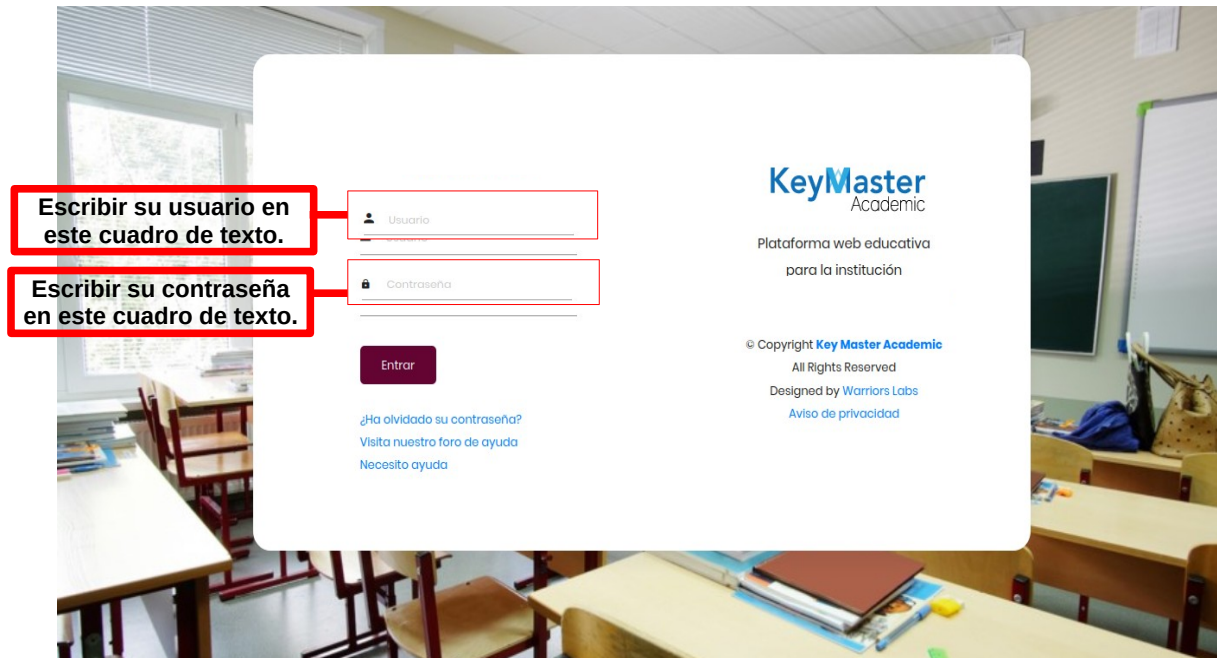 Escribir su usuario en
este cuadro de texto.
Usuario
Escribir su contraseña
en este cuadro de texto.
Contraseña
Entrar
¿Ha olvidado su contraseña?
Visita nuestro foro de ayuda
Necesito ayuda
KeyMaster
Academic
Plataforma web educativa
para la institución
© Copyright Key Master Academic
All Rights Reserved
Designed by Warriors Labs
Aviso de privacidad